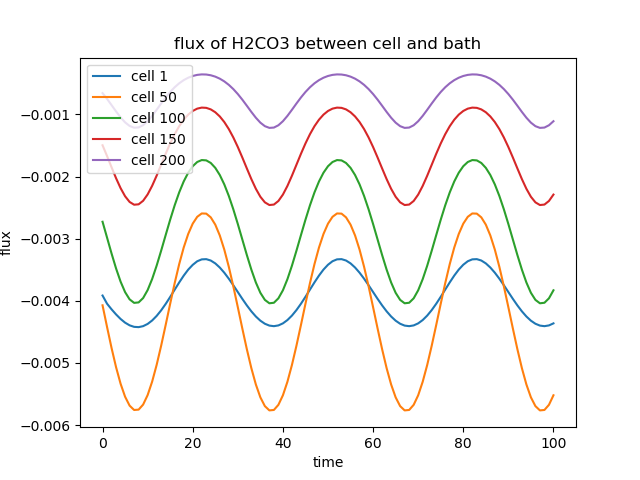 flux of H2CO3 between cell and bath
cell 1
cell 50
cell 100
cell 150
cell 200
−0.001
−0.002
−0.003
−0.004
−0.005
−0.006
flux
0 20 40 60 80 100
time